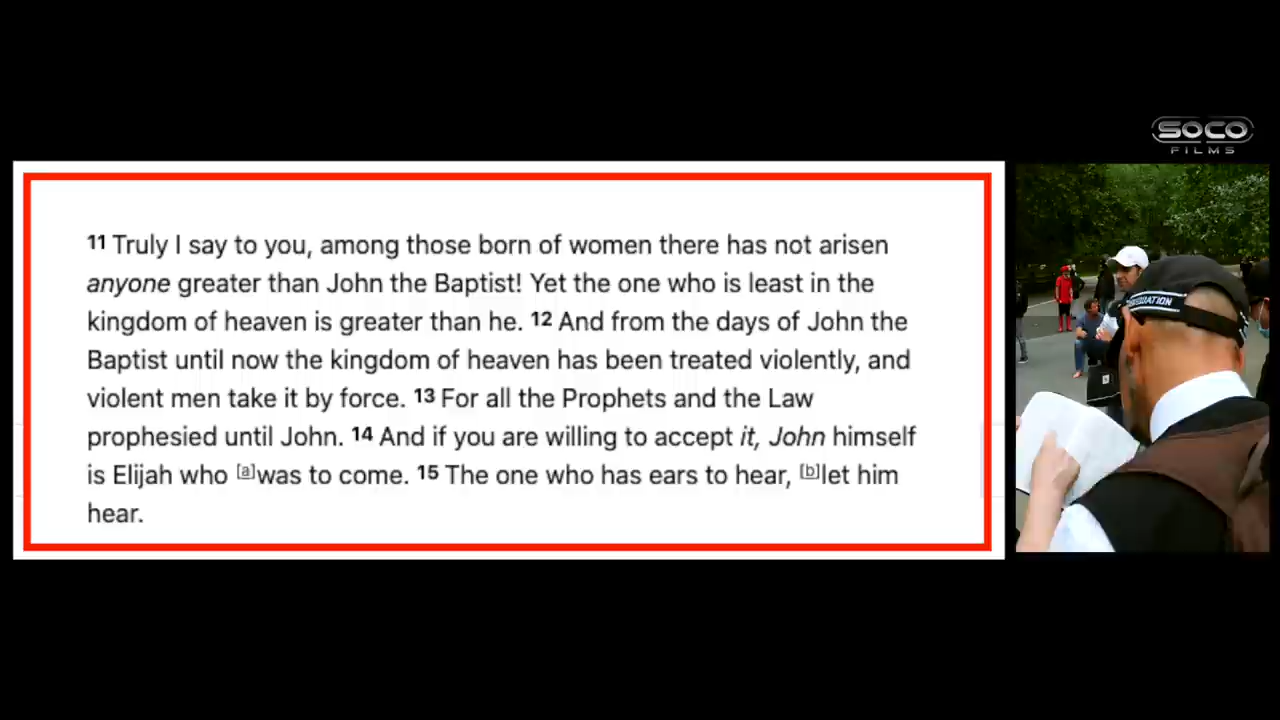 SOCO
FILMS
11 Truly I say to you, among those born of women there has not arisen
anyone greater than John the Baptist! Yet the one who is least in the
kingdom of heaven is greater than he. 12 And from the days of John the
Baptist until now the kingdom of heaven has been treated violently, and
violent men take it by force. 13 For all the Prophets and the Law
prophesied until John. 14 And if you are willing to accept it, John himself
is Elijah who [a]was to come. 15 The one who has ears to hear, [b]let him
hear.